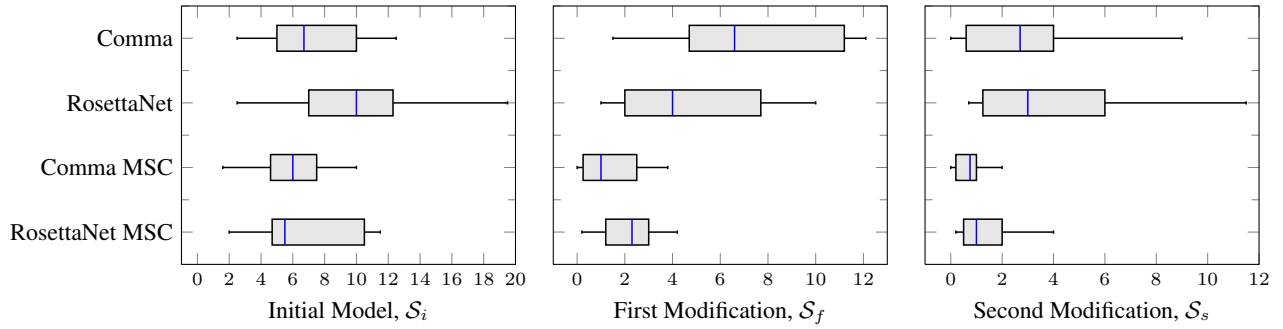 Comma
RosettaNet
Comma MSC
RosettaNet MSC
0 2 4 6 8 10 12 14 16 18 20
Initial Model, 𝒮i
0 2 4 6 8 10 12
First Modification, 𝒮f
0 2 4 6 8 10 12
Second Modification, 𝒮s